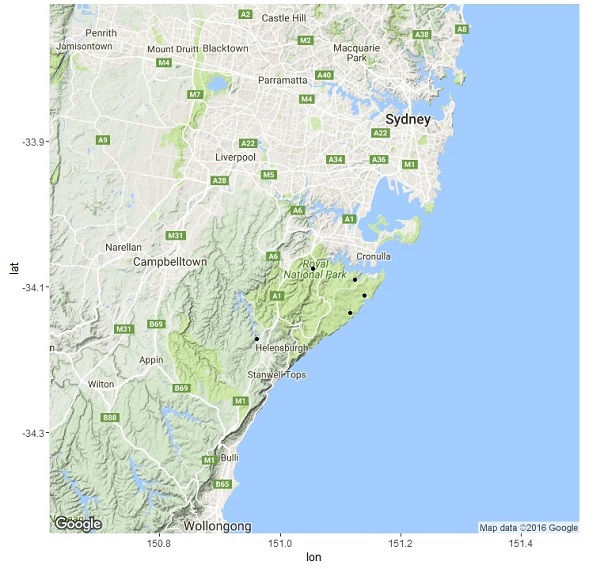 Castle Hill
A2
A38
A8
Penrith
Jamisontown
Mount Druitt
Blacktown
M2
Macquarie
Park
M4
Parramatta
A40
M7
M4
Sydney
A22
-33.9
A9
A22
Liverpool
A34
A36
M1
M5
A28
A6
A1
M31
Narellan
Campbelltown
A6
Cronulla
Royal
National Park
lat
-34.1
A1
M31
B69
Helensburgh
Appin
Stanwell Tops
Wilton
B69
M1
B88
-34.3
M1
Bulli
B65
Google
Wollongong
Map data ©2016 Google
150.8
151.0
151.2
151.4
lon